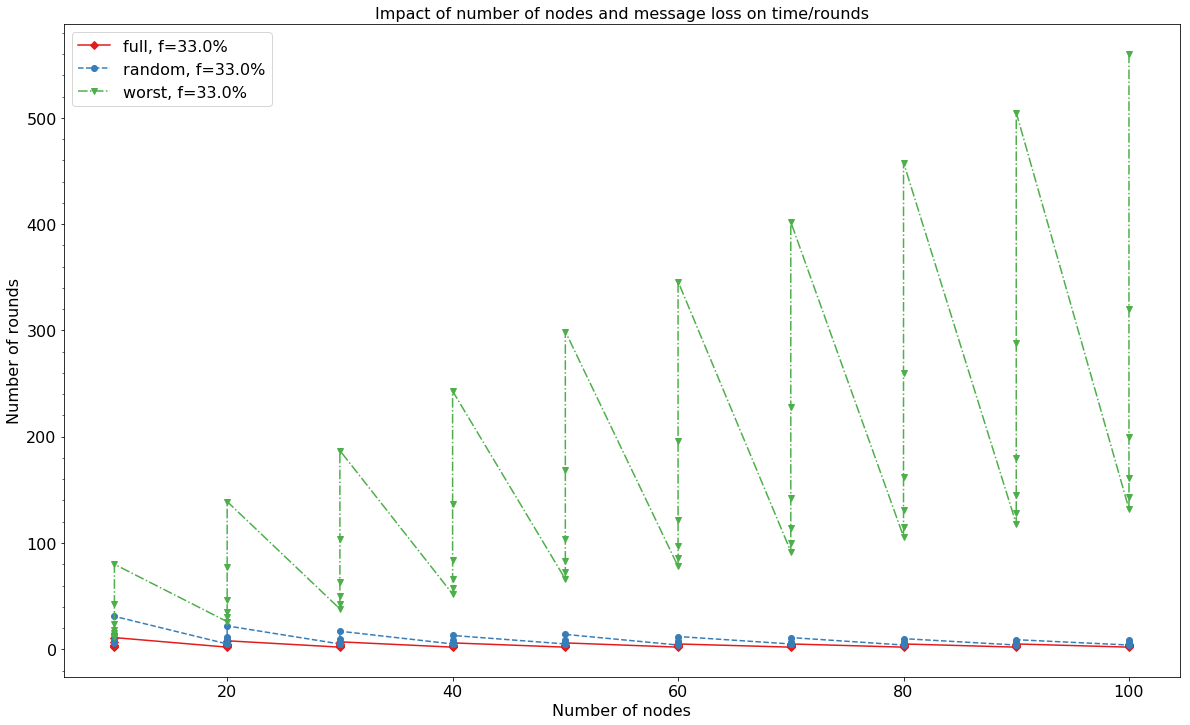 Impact of number of nodes and message loss on time/rounds
full, f=33.0%
random, f=33.0%
worst, f=33.0%
500
400
300
200
100
0
Number of rounds
20 40 60 80 100
Number of nodes